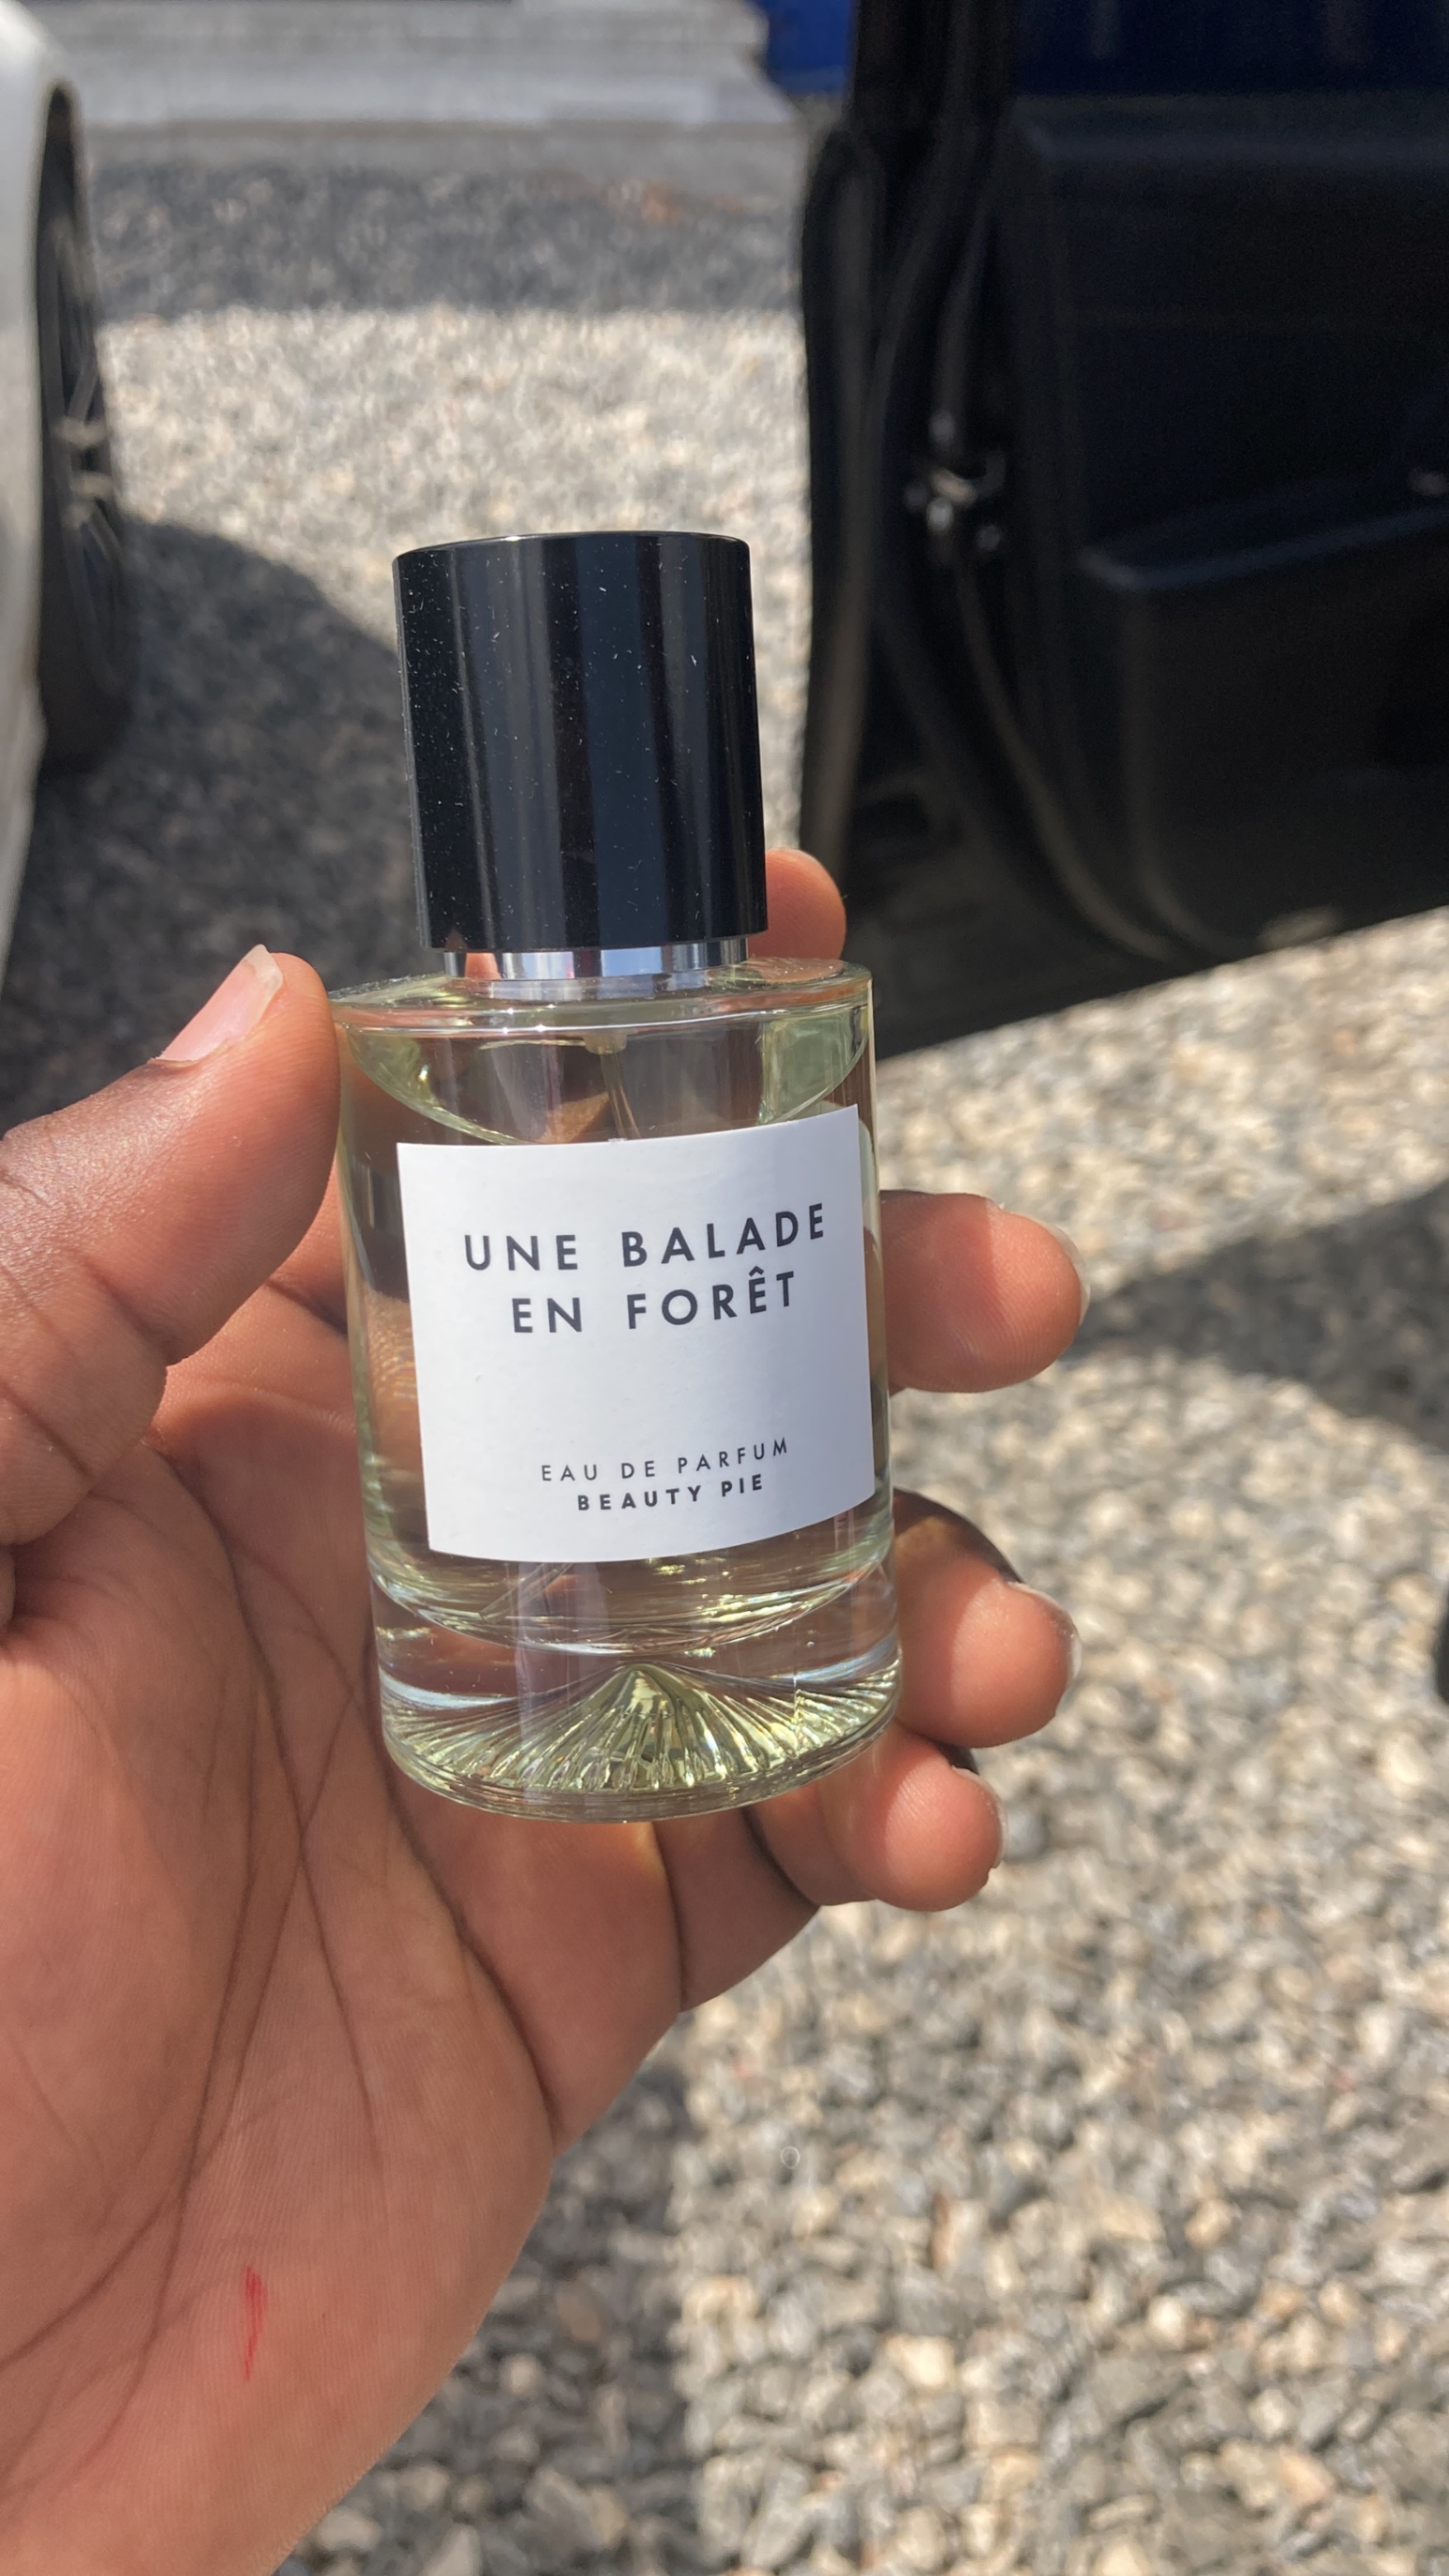 UNE BALADE
EN FORÊT
EAU DE PARFUM
BEAUTY PIE